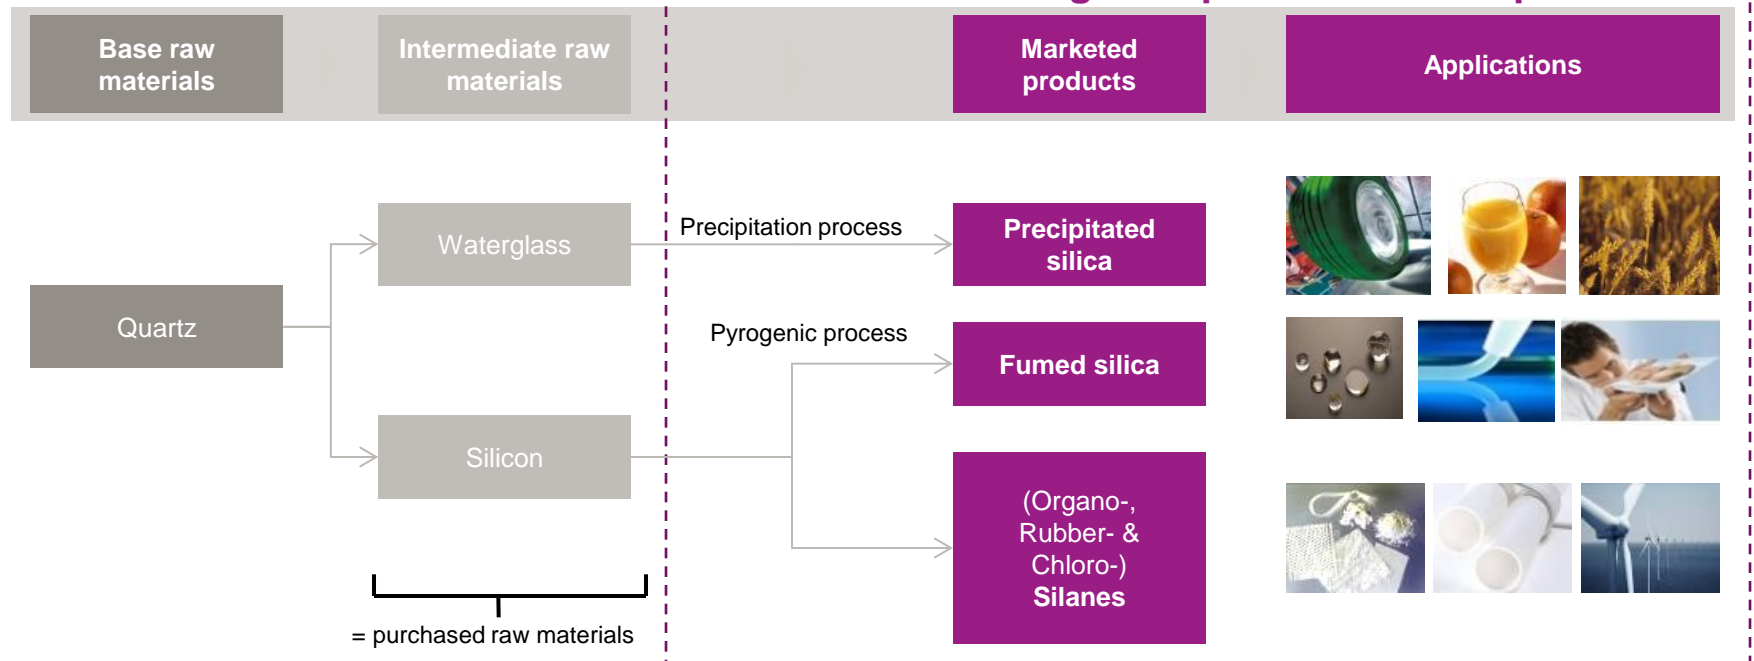 Base raw
materials
Intermediate raw
materials
Marketed
products
Applications
Waterglass
Precipitation process
Precipitated
silica
Quartz
Pyrogenic process
Fumed silica
Silicon
(Organo-,
Rubber- &
Chloro-)
Silanes
= purchased raw materials